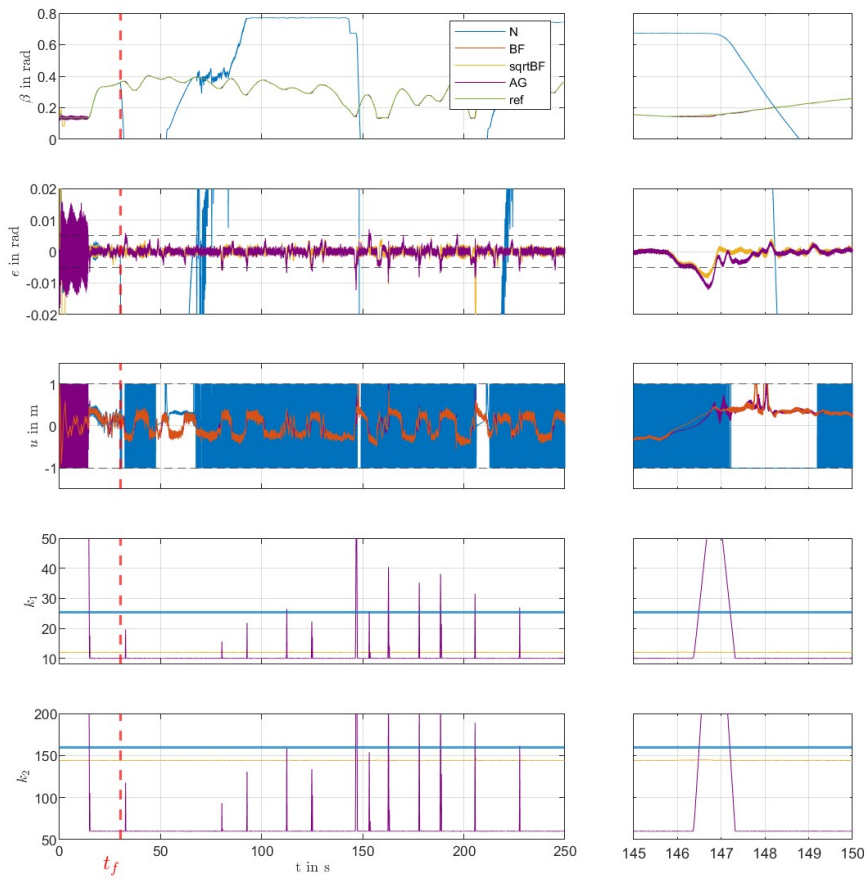 0.8
0.6
0.4
0.2
0
β in rad
N
BF
sqrtBF
AG
ref
0.02
0.01
0
-0.01
-0.02
ϵ in rad
1
0
-1
u in m
50
40
30
20
10
k₁
200
150
100
50
k₂
0 50 100 150 200 250
145 146 147 148 149 150
t_f
t in s